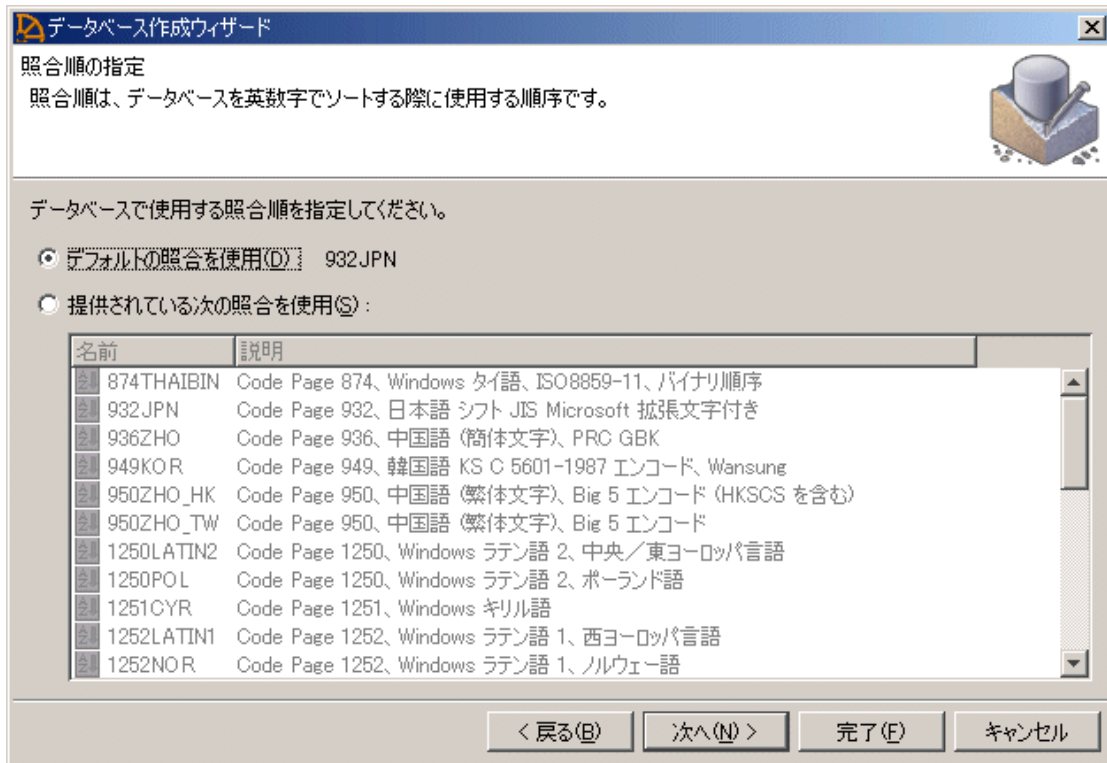 データベース作成ウィザード
照合順の指定
照合順は、データベースを英数字でソートする際に使用する順序です。
データベースで使用する照合順を指定してください。
デフォルトの照合を使用(D): 932JPN
提供されている次の照合を使用(S):
名前 説明
874THAIBIN Code Page 874、Windows タイ語、ISO8859-11、バイナリ順序
932JPN Code Page 932、日本語 シフト JIS Microsoft 拡張文字付き
936ZHO Code Page 936、中国語 (簡体文字)、PRC GBK
949KOR Code Page 949、韓国語 KS C 5601-1987 エンコード、Wansung
950ZHO_HK Code Page 950、中国語 (繁体文字)、Big 5 エンコード (HKSCS を含む)
950ZHO_TW Code Page 950、中国語 (繁体文字)、Big 5 エンコード
1250LATIN2 Code Page 1250、Windows ラテン語 2、中央／東ヨーロッパ言語
1250POL Code Page 1250、Windows ラテン語 2、ポーランド語
1251CYR Code Page 1251、Windows キリル語
1252LATIN1 Code Page 1252、Windows ラテン語 1、西ヨーロッパ言語
1252NOR Code Page 1252、Windows ラテン語 1、ノルウェー語
< 戻る(B) 次へ(N) > 完了(F) キャンセル